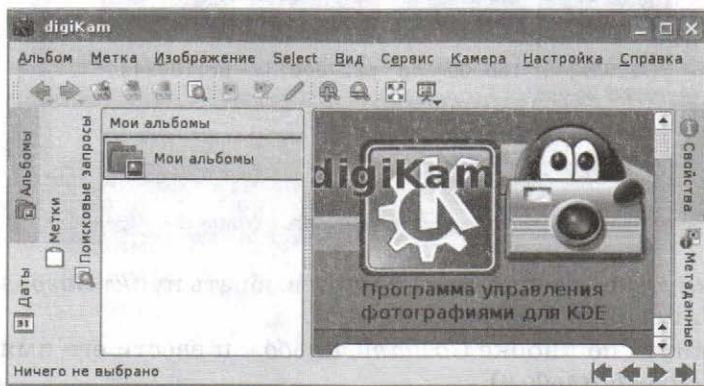 digiKam
Альбом Метка Изображение Select Вид Сервис Камера Настройка Справка
Альбомы
Даты
Метки
Поисковые запросы
Мои альбомы
Мои альбомы
digiKam
Программа управления
фотографиями для KDE
Свойства
Метаданные
31
Ничего не выбрано